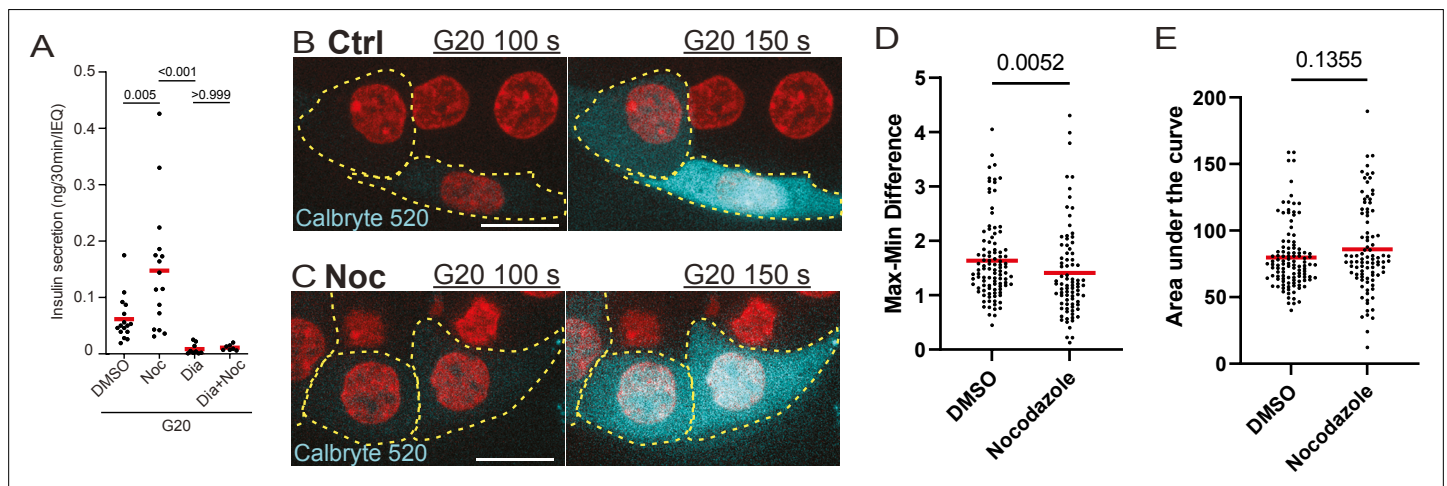 A
Insulin secretion (ng/30min/IEQ)
0.5
0.4
0.3
0.2
0.1
0
<0.001
0.005
>0.999
DMSO
Noc
Dia
Dia+Noc
G20
B Ctrl
G20 100 s
G20 150 s
Calbryte 520
C Noc
G20 100 s
G20 150 s
Calbryte 520
D
0.0052
Max-Min Difference
5
4
3
2
1
0
DMSO
Nocodazole
E
0.1355
Area under the curve
200
150
100
50
0
DMSO
Nocodazole